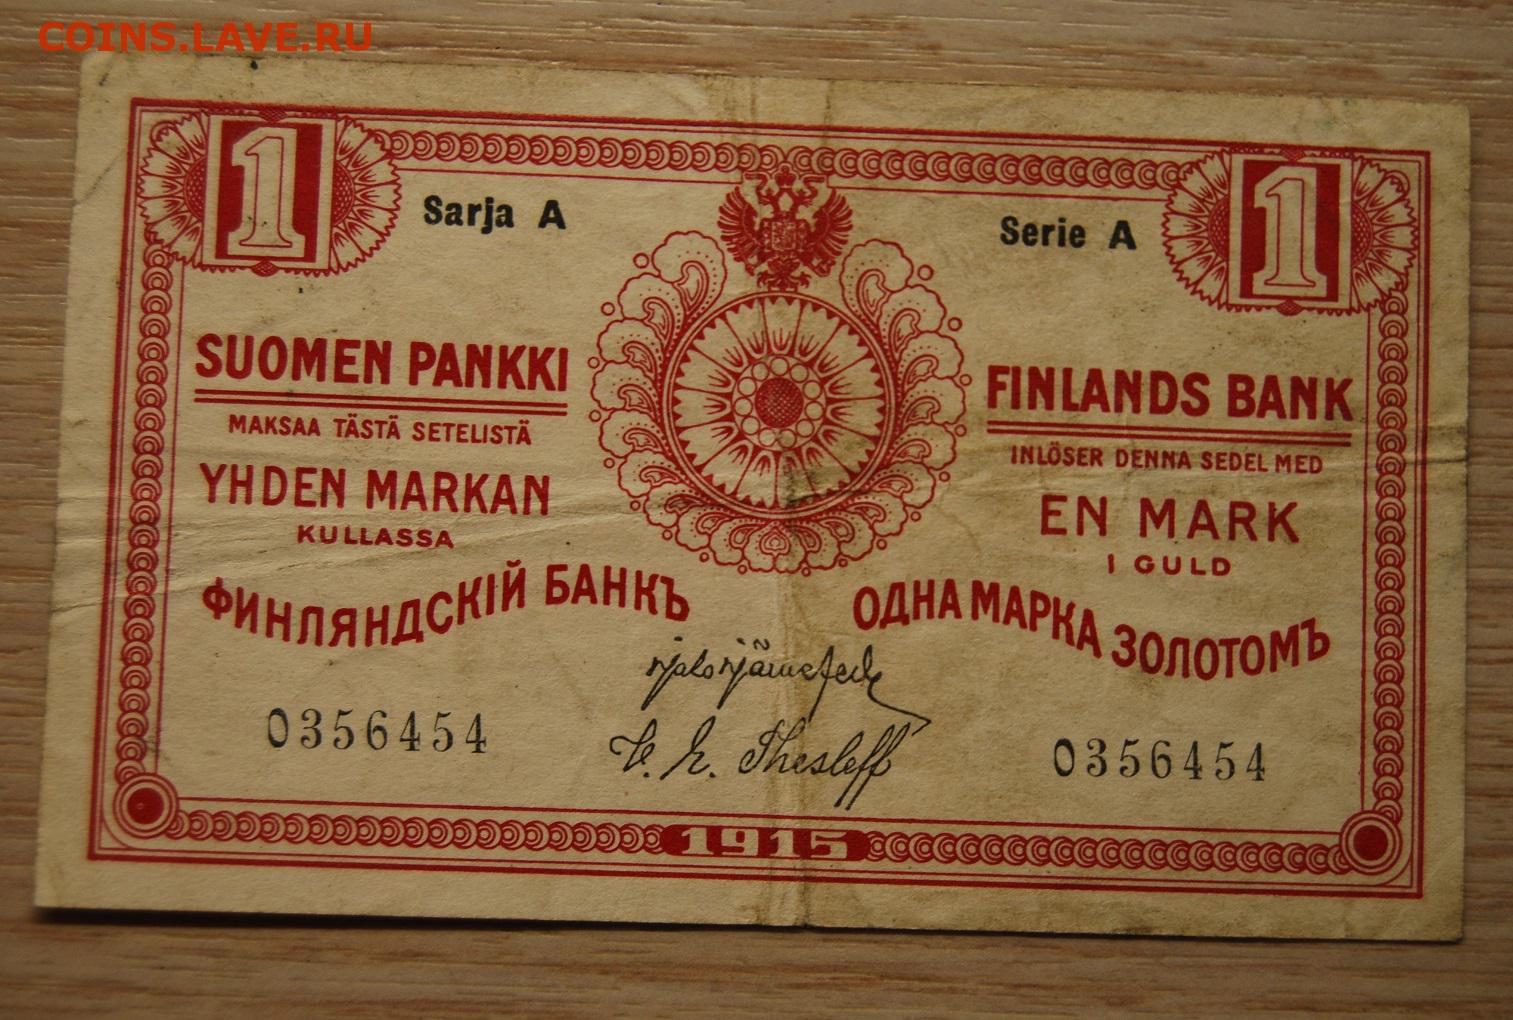 COINS.LAVE.RU
1
1
Sarja A
Serie A
SUOMEN PANKKI
MAKSAA TÄSTÄ SETELISTÄ
YHDEN MARKAN
KULLASSA
FINLANDS BANK
INLÖSER DENNA SEDEL MED
EN MARK
I GULD
ФИНЛЯНДСКІЙ БАНКЪ
ОДНА МАРКА ЗОЛОТОМЪ
V. E. Thesleff
0356454
0356454
1915